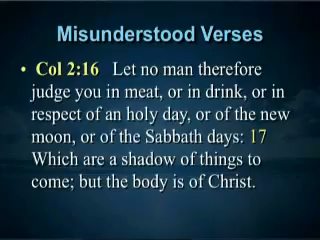 Misunderstood Verses
• Col 2:16 Let no man therefore
judge you in meat, or in drink, or in
respect of an holy day, or of the new
moon, or of the Sabbath days: 17
Which are a shadow of things to
come; but the body is of Christ.